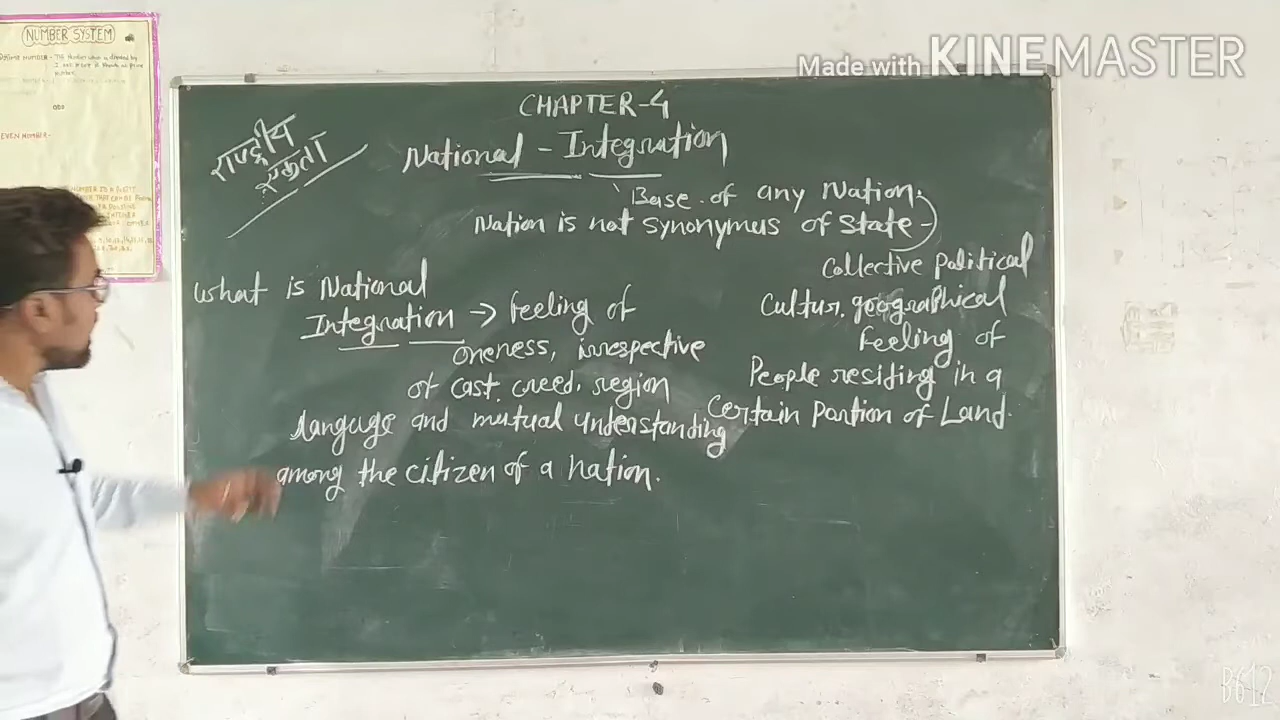 NUMBER SYSTEM
EVEN NUMBER-
Made with KINEMASTER
CHAPTER-4
राष्ट्रीय
एकता
National - Integration
Base of any Nation.
Nation is not synonymus of State -
Collective political
Cultur. geographical
feeling of
People resiting in a
Certain Partion of Land.
What is National
Integration → feeling of
oneness, irrespective
of cast. creed. region
language and mutual understanding
among the citizen of a nation.
B612